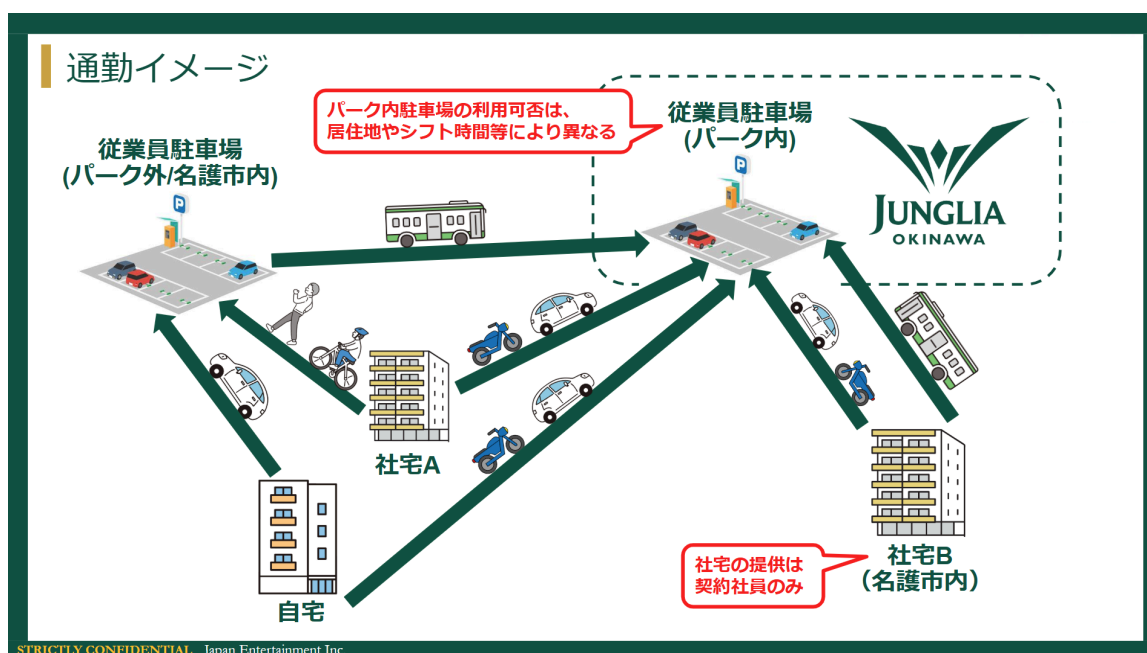 通勤イメージ
パーク内駐車場の利用可否は、
居住地やシフト時間等により異なる
従業員駐車場
(パーク内)
従業員駐車場
(パーク外/名護市内)
P
P
JUNGLIA
OKINAWA
社宅A
社宅B
(名護市内)
社宅の提供は
契約社員のみ
自宅
STRICTLY CONFIDENTIAL Japan Entertainment Inc